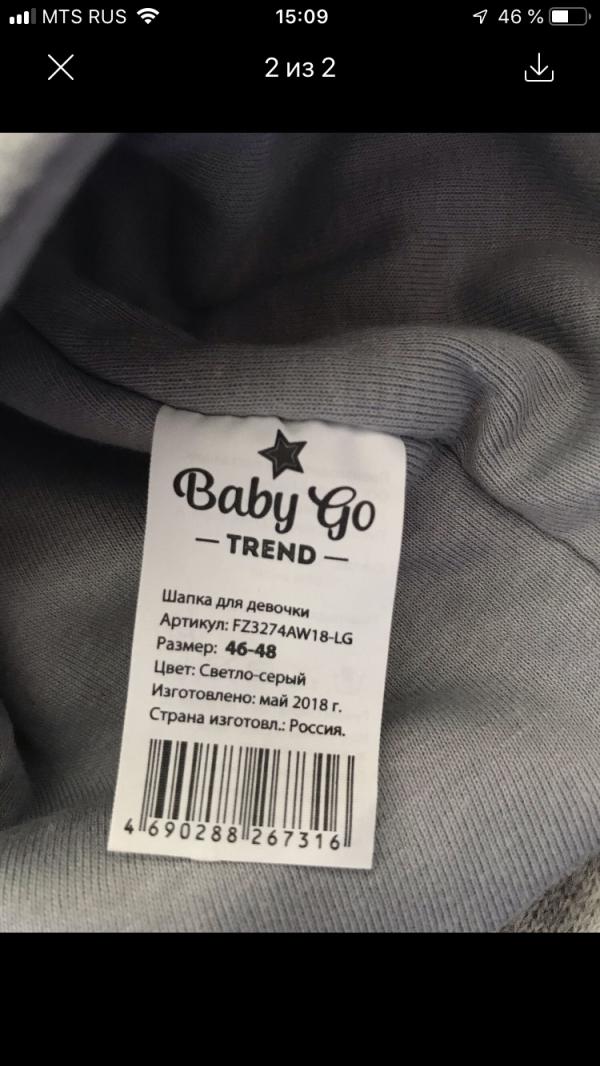 MTS RUS 15:09 46 %
2 из 2
Baby Go
TREND
Шапка для девочки
Артикул: FZ3274AW18-LG
Размер: 46-48
Цвет: Светло-серый
Изготовлено: май 2018 г.
Страна изготовл.: Россия.
4 690288 267316